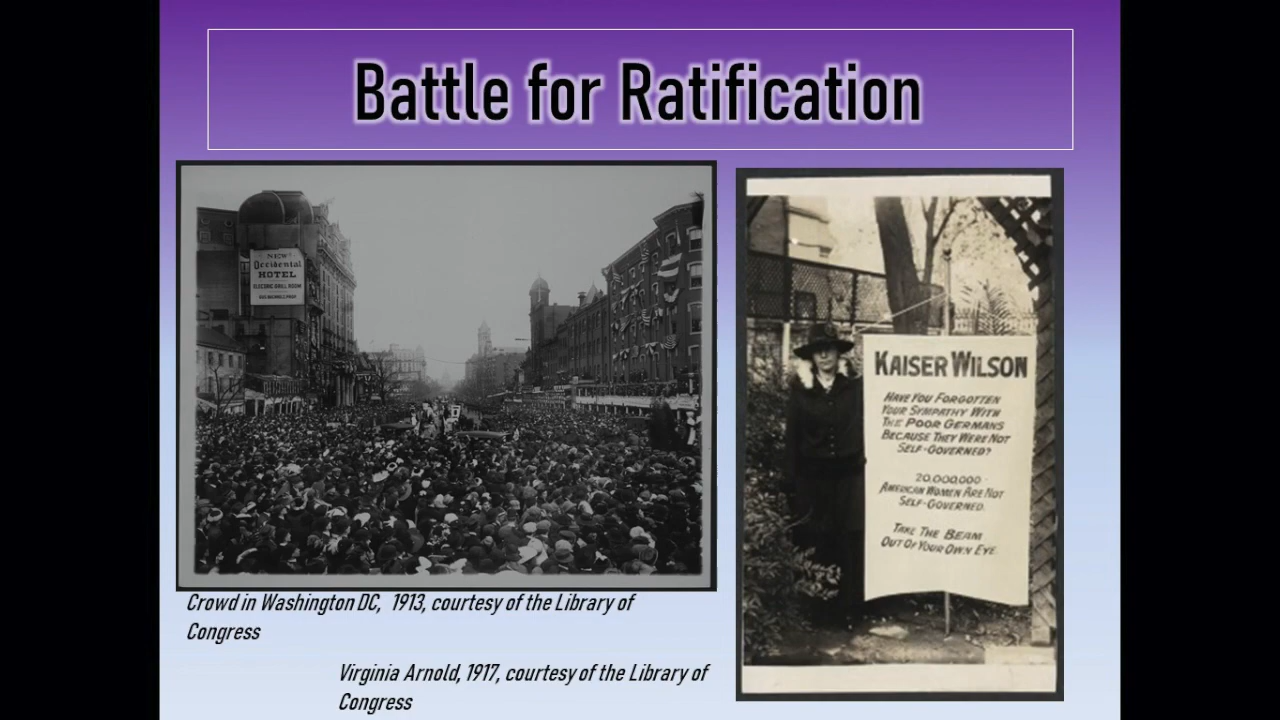 Battle for Ratification
NEW
Occidental
HOTEL
KAISER WILSON
HAVE YOU FORGOTTEN
YOUR SYMPATHY WITH
THE POOR GERMANS
BECAUSE THEY WERE NOT
SELF-GOVERNED?
20,000,000
AMERICAN WOMEN ARE NOT
SELF-GOVERNED.
TAKE THE BEAM
OUT OF YOUR OWN EYE.
Crowd in Washington DC, 1913, courtesy of the Library of
Congress
Virginia Arnold, 1917, courtesy of the Library of
Congress